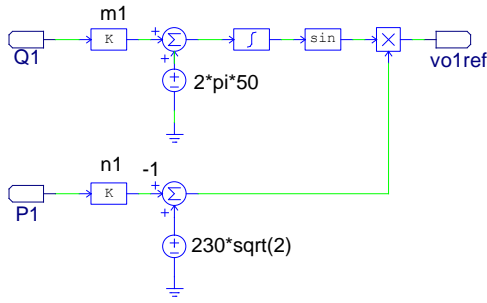 m1
Q1
K
∫
sin
vo1ref
2*pi*50
n1
-1
P1
K
230*sqrt(2)